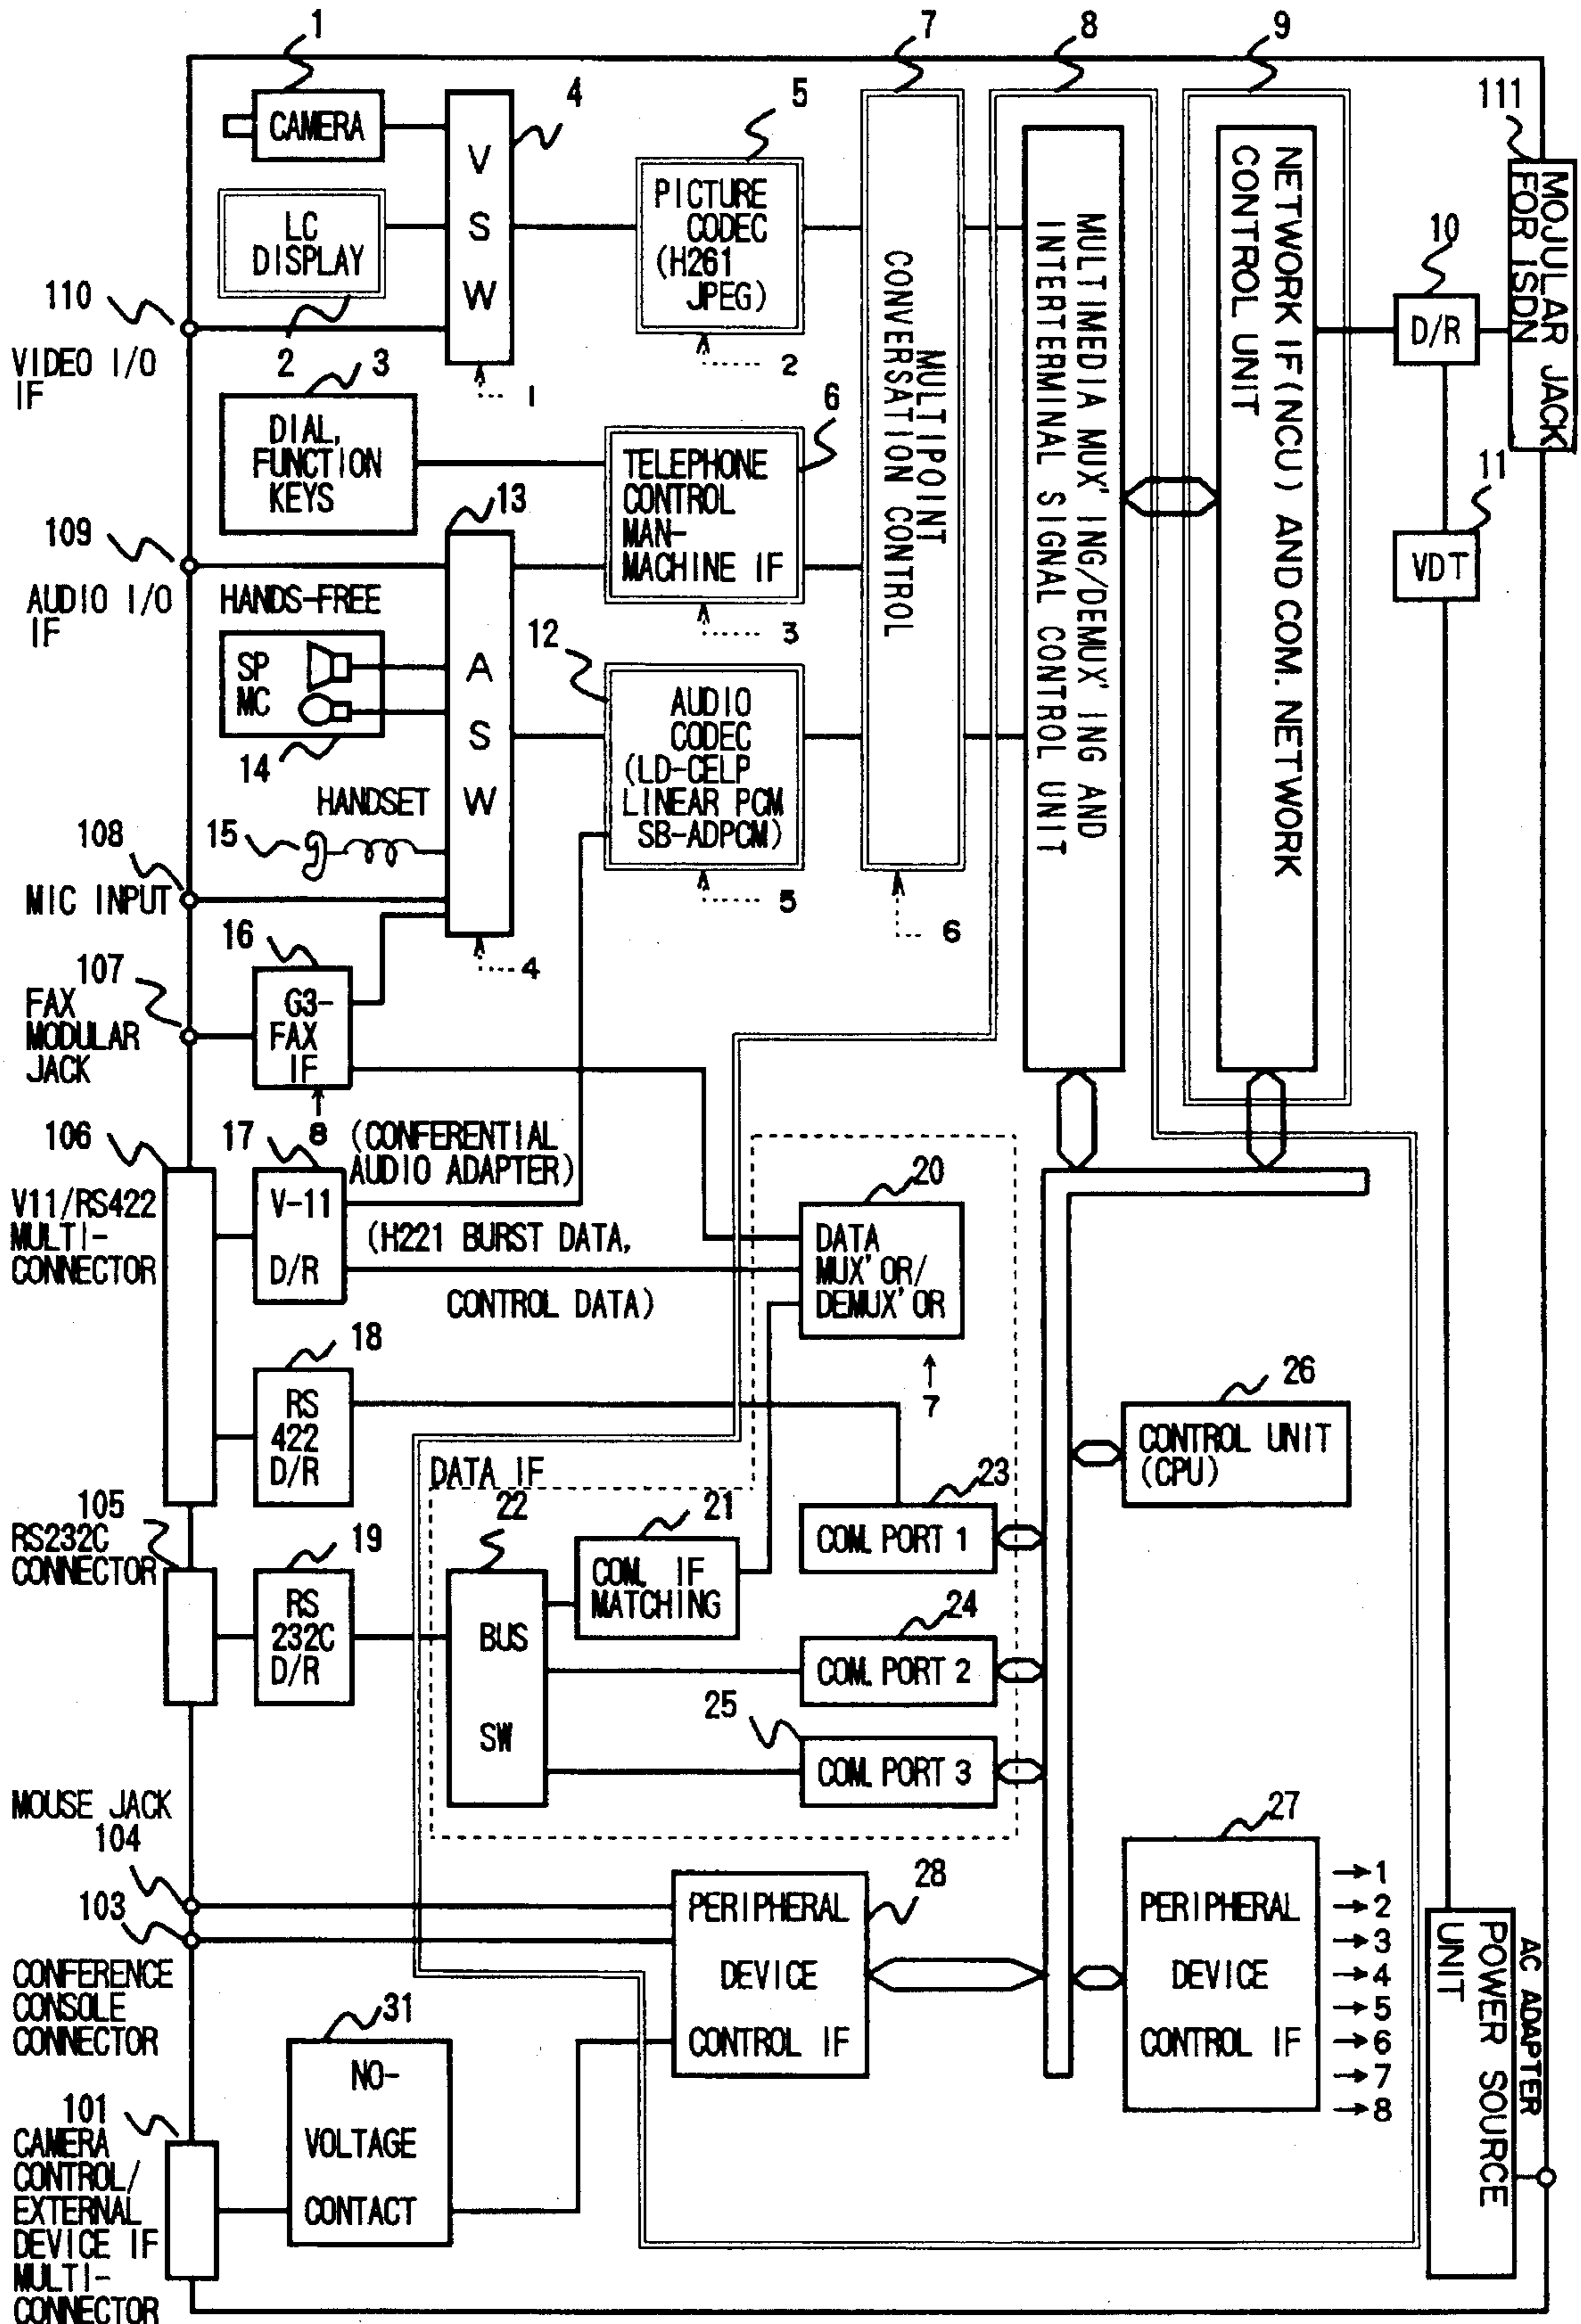 1
7
8
9
CAMERA
4
V
S
W
5
111
MOJULAR JACK
FOR ISDN
LC
DISPLAY
PICTURE
CODEC
(H261
JPEG)
MULTIPOINT
CONVERSATION CONTROL
MULTIMEDIA MUX' ING/DEMUX' ING AND
INTERTERMINAL SIGNAL CONTROL UNIT
NETWORK IF(NCU) AND COM. NETWORK
CONTROL UNIT
10
D/R
110
VIDEO I/O
IF
2
3
1
2
6
DIAL,
FUNCTION
KEYS
TELEPHONE
CONTROL
MAN-
MACHINE IF
11
VDT
13
109
AUDIO I/O
IF
HANDS-FREE
SP
MC
14
A
S
W
3
12
AUDIO
CODEC
(LD-CELP
LINEAR PCM
SB-ADPCM)
HANDSET
15
108
MIC INPUT
5
6
4
16
107
FAX
MODULAR
JACK
G3-
FAX
IF
8
106
17
(CONFERENTIAL
AUDIO ADAPTER)
V11/RS422
MULTI-
CONNECTOR
V-11
D/R
(H221 BURST DATA,
CONTROL DATA)
20
DATA
MUX'OR/
DEMUX'OR
7
18
RS
422
D/R
26
CONTROL UNIT
(CPU)
DATA IF
105
RS232C
CONNECTOR
19
RS
232C
D/R
22
BUS
SW
21
COM. IF
MATCHING
23
COM. PORT 1
24
COM. PORT 2
25
COM. PORT 3
MOUSE JACK
104
103
CONFERENCE
CONSOLE
CONNECTOR
28
PERIPHERAL
DEVICE
CONTROL IF
27
PERIPHERAL
DEVICE
CONTROL IF
1
2
3
4
5
6
7
8
POWER SOURCE
UNIT
AC ADAPTER
31
NO-
VOLTAGE
CONTACT
101
CAMERA
CONTROL/
EXTERNAL
DEVICE IF
MULTI-
CONNECTOR